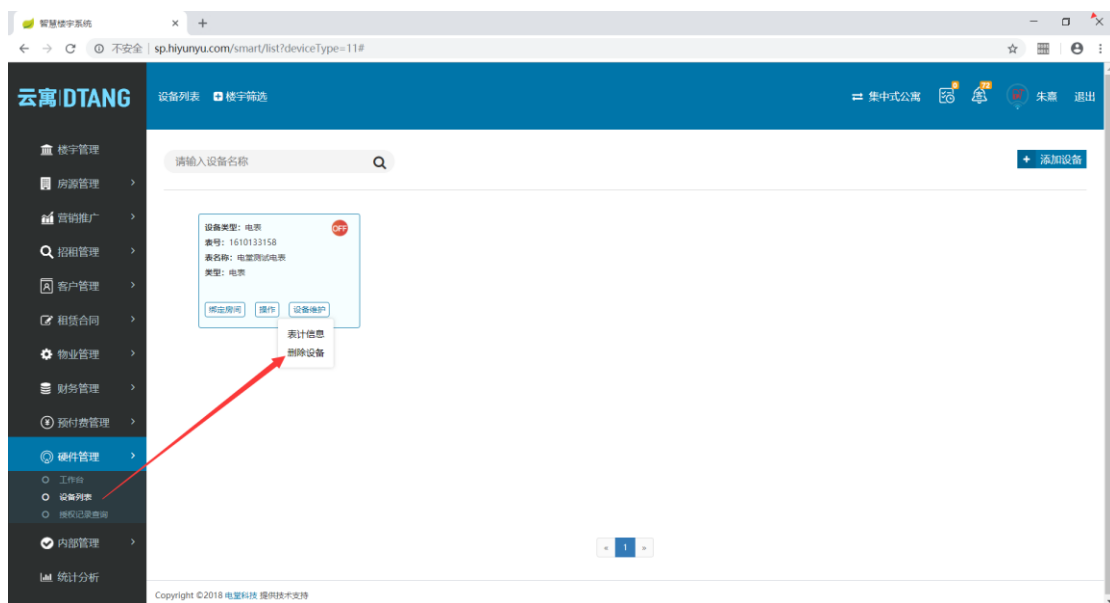 智慧楼宇系统
不安全 | sp.hiyunyu.com/smart/list?deviceType=11#
云寓 DTANG
设备列表 楼宇筛选
集中式公寓 0 72 朱熹 退出
楼宇管理
房源管理
营销推广
招租管理
客户管理
租赁合同
物业管理
财务管理
预付费管理
硬件管理
工作台
设备列表
授权记录查询
内部管理
统计分析
请输入设备名称
+ 添加设备
设备类型：电表 OFF
表号：1610133158
表名称：电堂测试电表
类型：电表
绑定房间 操作 设备维护
表计信息
删除设备
« 1 »
Copyright ©2018 电堂科技 提供技术支持